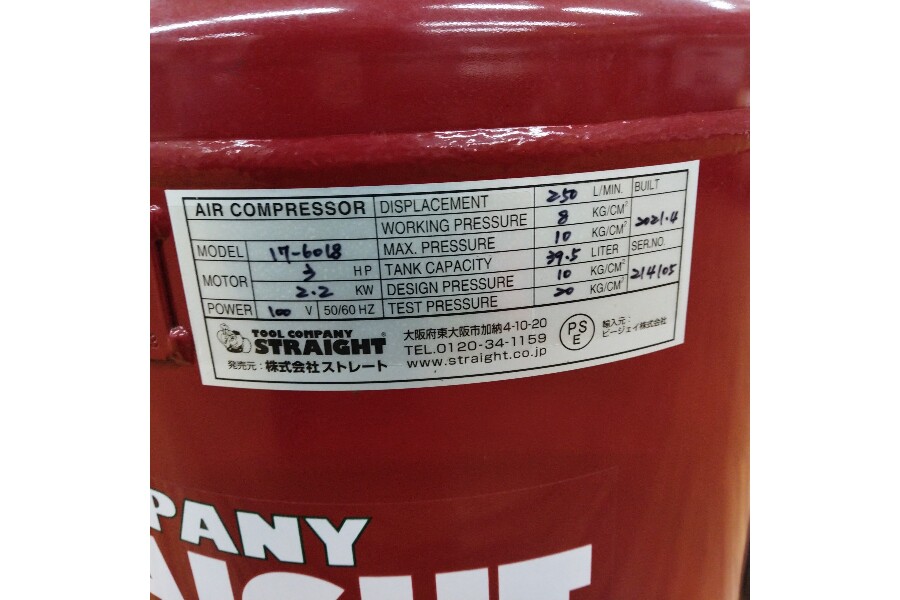 AIR COMPRESSOR
MODEL 17-6018
MOTOR 3 HP
2.2 KW
POWER 100 V 50/60 HZ
DISPLACEMENT 250 L/MIN.
WORKING PRESSURE 8 KG/CM²
MAX. PRESSURE 10 KG/CM²
TANK CAPACITY 39.5 LITER
DESIGN PRESSURE 10 KG/CM²
TEST PRESSURE 20 KG/CM²
BUILT
2021.4
SER.NO.
214105
TOOL COMPANY
STRAIGHT
発売元：株式会社ストレート
大阪府東大阪市加納4-10-20
TEL.0120-34-1159
www.straight.co.jp
PS
E
輸入元：
ピージェイ株式会社
PANY
AIGHT